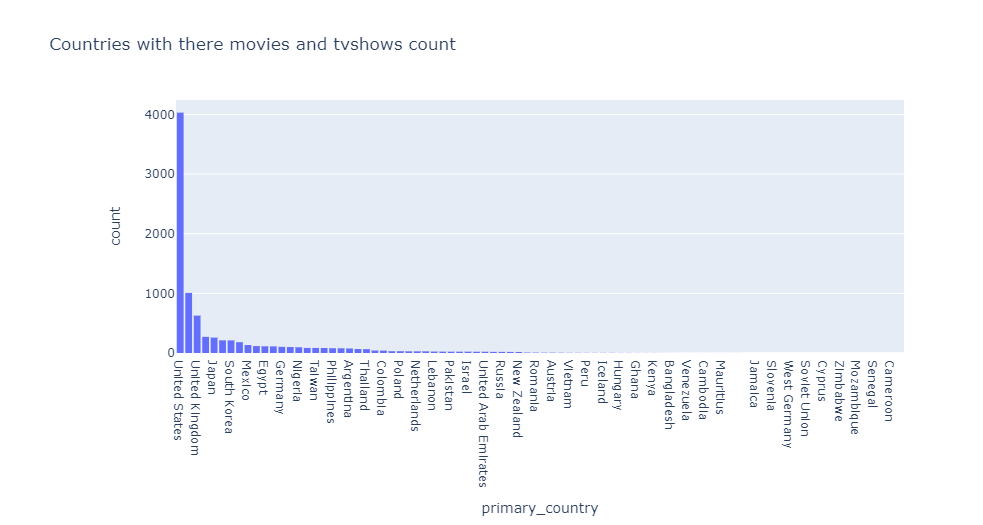 Countries with there movies and tvshows count
count
4000
3000
2000
1000
0
United States
United Kingdom
Japan
South Korea
Mexico
Egypt
Germany
Nigeria
Taiwan
Philippines
Argentina
Thailand
Colombia
Poland
Netherlands
Lebanon
Pakistan
Israel
United Arab Emirates
Russia
New Zealand
Romania
Austria
Vietnam
Peru
Iceland
Hungary
Ghana
Kenya
Bangladesh
Venezuela
Cambodia
Mauritius
Jamaica
Slovenia
West Germany
Soviet Union
Cyprus
Zimbabwe
Mozambique
Senegal
Cameroon
primary_country